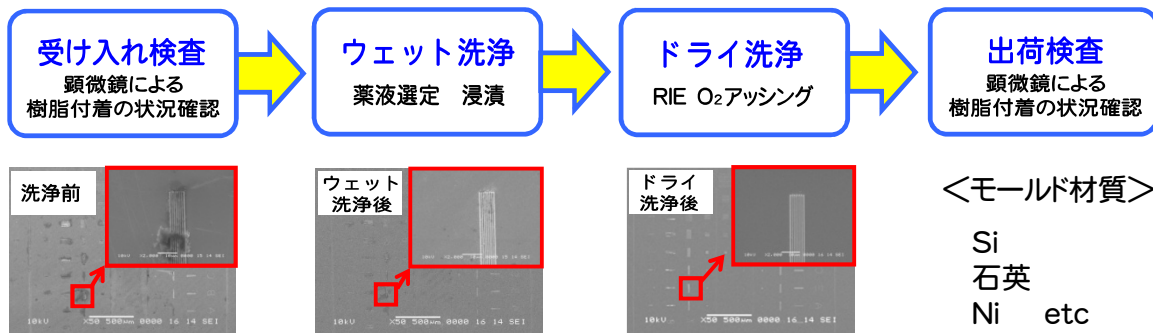 受け入れ検査
顕微鏡による
樹脂付着の状況確認
ウェット洗浄
薬液選定 浸漬
ドライ洗浄
RIE O₂アッシング
出荷検査
顕微鏡による
樹脂付着の状況確認
洗浄前
10kV X50 500μm 0000 16 14 SEI
ウェット
洗浄後
10kV X50 500μm 0000 16 14 SEI
ドライ
洗浄後
10kV X50 500μm 0000 16 14 SEI
<モールド材質>
Si
石英
Ni etc